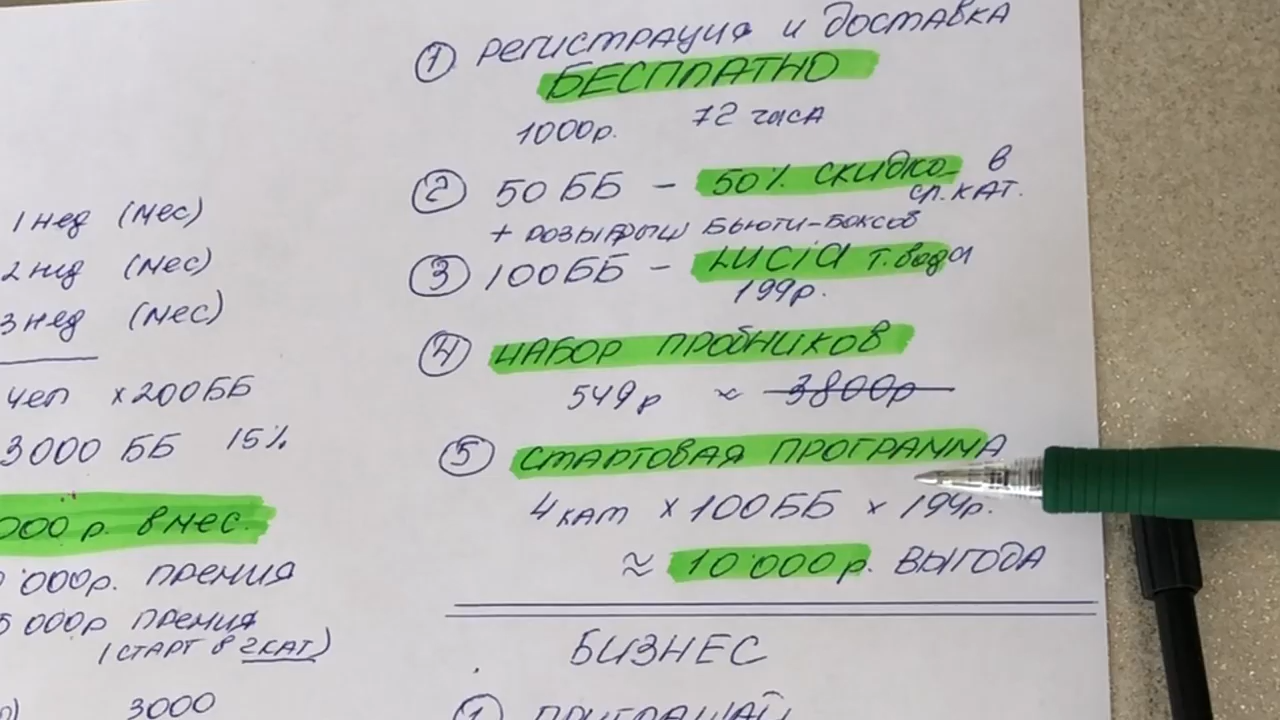 1 нед (мес)
2 нед (мес)
3 нед (мес)
чел х 200 ББ
3000 ББ 15%
000 р. в мес.
000р. ПРЕМИЯ
5 000р ПРЕМИЯ
(СТАРТ в 2 КАТ)
3000
① РЕГИСТРАЦИЯ и ДОСТАВКА
БЕСПЛАТНО
1000р. 72 часа
② 50 ББ – 50% СКИДКА в
сл. КАТ.
+ РОЗЫГРЫШ БЬЮТИ-БОКСОВ
③ 100 ББ – LUCIA т. вода
199р.
④ НАБОР ПРОБНИКОВ
549р ≈ 3800р
⑤ СТАРТОВАЯ ПРОГРАММА
4 кат х 100 ББ х 199р.
≈ 10 000 р. ВЫГОДА
БИЗНЕС
① ПРИГЛАШАЙ